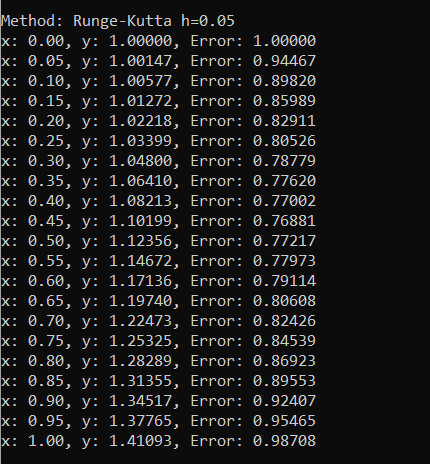 Method: Runge-Kutta h=0.05
x: 0.00, y: 1.00000, Error: 1.00000
x: 0.05, y: 1.00147, Error: 0.94467
x: 0.10, y: 1.00577, Error: 0.89820
x: 0.15, y: 1.01272, Error: 0.85989
x: 0.20, y: 1.02218, Error: 0.82911
x: 0.25, y: 1.03399, Error: 0.80526
x: 0.30, y: 1.04800, Error: 0.78779
x: 0.35, y: 1.06410, Error: 0.77620
x: 0.40, y: 1.08213, Error: 0.77002
x: 0.45, y: 1.10199, Error: 0.76881
x: 0.50, y: 1.12356, Error: 0.77217
x: 0.55, y: 1.14672, Error: 0.77973
x: 0.60, y: 1.17136, Error: 0.79114
x: 0.65, y: 1.19740, Error: 0.80608
x: 0.70, y: 1.22473, Error: 0.82426
x: 0.75, y: 1.25325, Error: 0.84539
x: 0.80, y: 1.28289, Error: 0.86923
x: 0.85, y: 1.31355, Error: 0.89553
x: 0.90, y: 1.34517, Error: 0.92407
x: 0.95, y: 1.37765, Error: 0.95465
x: 1.00, y: 1.41093, Error: 0.98708